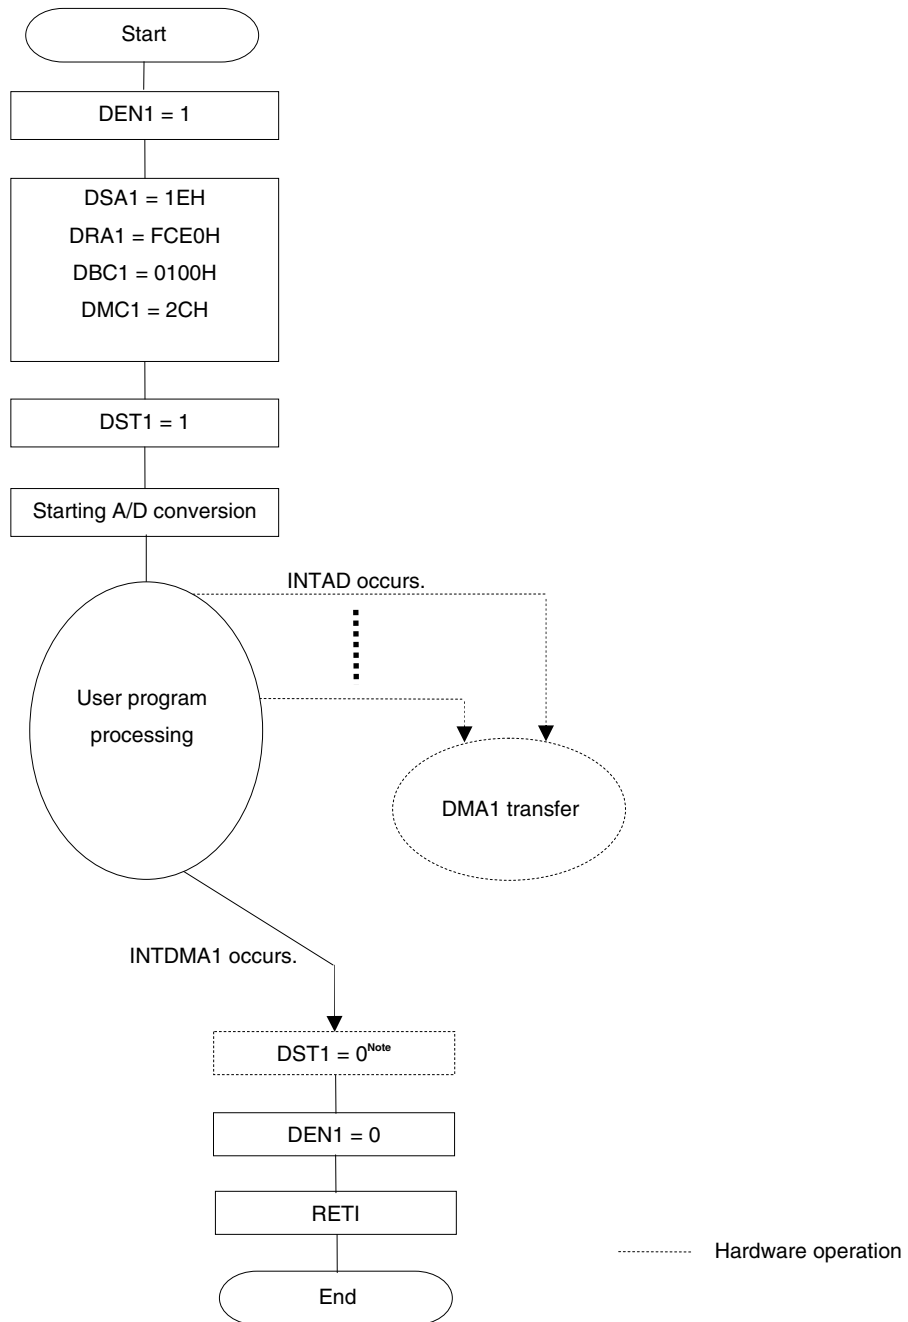 Start
DEN1 = 1
DSA1 = 1EH
DRA1 = FCE0H
DBC1 = 0100H
DMC1 = 2CH
DST1 = 1
Starting A/D conversion
INTAD occurs.
User program
processing
DMA1 transfer
INTDMA1 occurs.
DST1 = 0Note
DEN1 = 0
RETI
Hardware operation
End